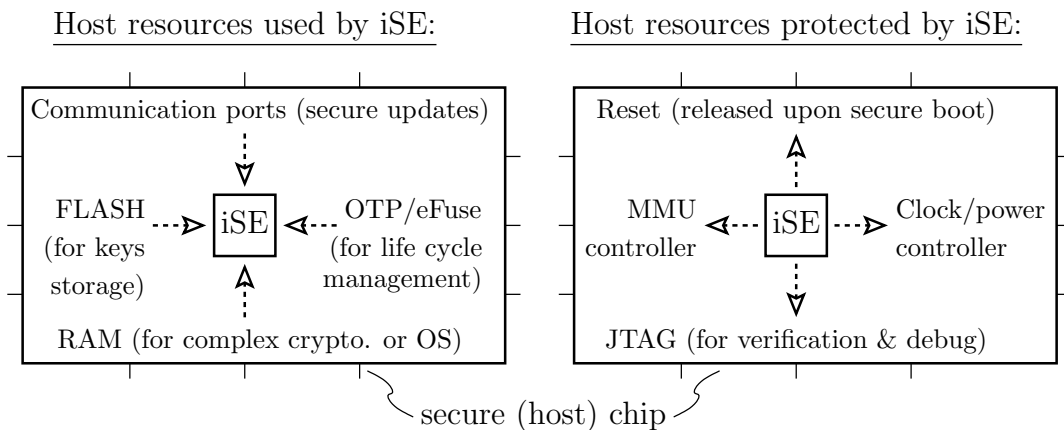 Host resources used by iSE:
Communication ports (secure updates)
FLASH
(for keys
storage)
iSE
OTP/eFuse
(for life cycle
management)
RAM (for complex crypto. or OS)
Host resources protected by iSE:
Reset (released upon secure boot)
MMU
controller
iSE
Clock/power
controller
JTAG (for verification & debug)
secure (host) chip